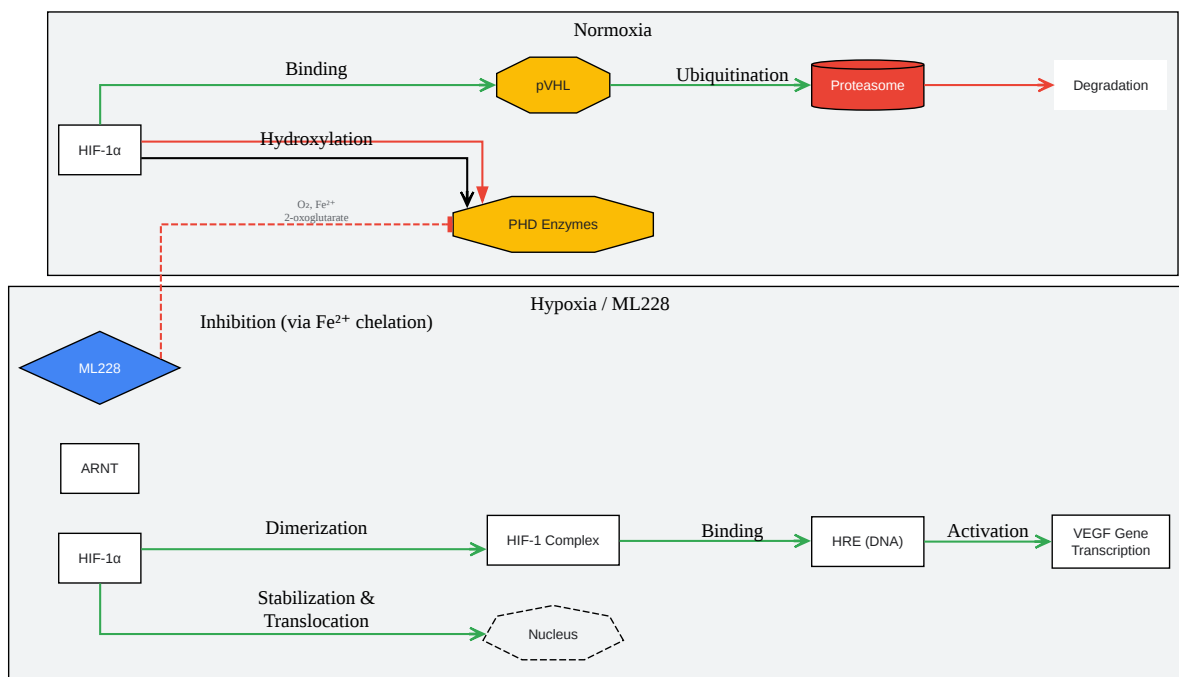 Normoxia
Binding
pVHL
Ubiquitination
Proteasome
Degradation
HIF-1α
Hydroxylation
O₂, Fe²⁺
2-oxoglutarate
PHD Enzymes
Hypoxia / ML228
Inhibition (via Fe²⁺ chelation)
ML228
ARNT
HIF-1α
Dimerization
HIF-1 Complex
Binding
HRE (DNA)
Activation
VEGF Gene
Transcription
Stabilization &
Translocation
Nucleus